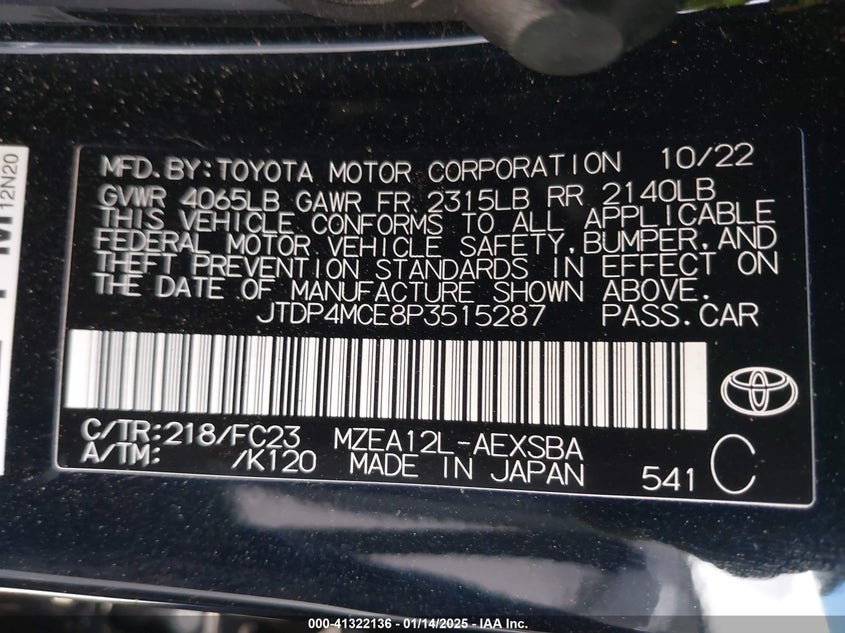 MFD.BY:TOYOTA MOTOR CORPORATION 10/22
GVWR 4065LB GAWR FR 2315LB RR 2140LB
THIS VEHICLE CONFORMS TO ALL APPLICABLE
FEDERAL MOTOR VEHICLE SAFETY,BUMPER,AND
THEFT PREVENTION STANDARDS IN EFFECT ON
THE DATE OF MANUFACTURE SHOWN ABOVE.
JTDP4MCE8P3515287 PASS.CAR
C/TR:218/FC23 MZEA12L-AEXSBA
A/TM: /K120 MADE IN JAPAN 541 C
12N20
000-41322136 - 01/14/2025 - IAA Inc.